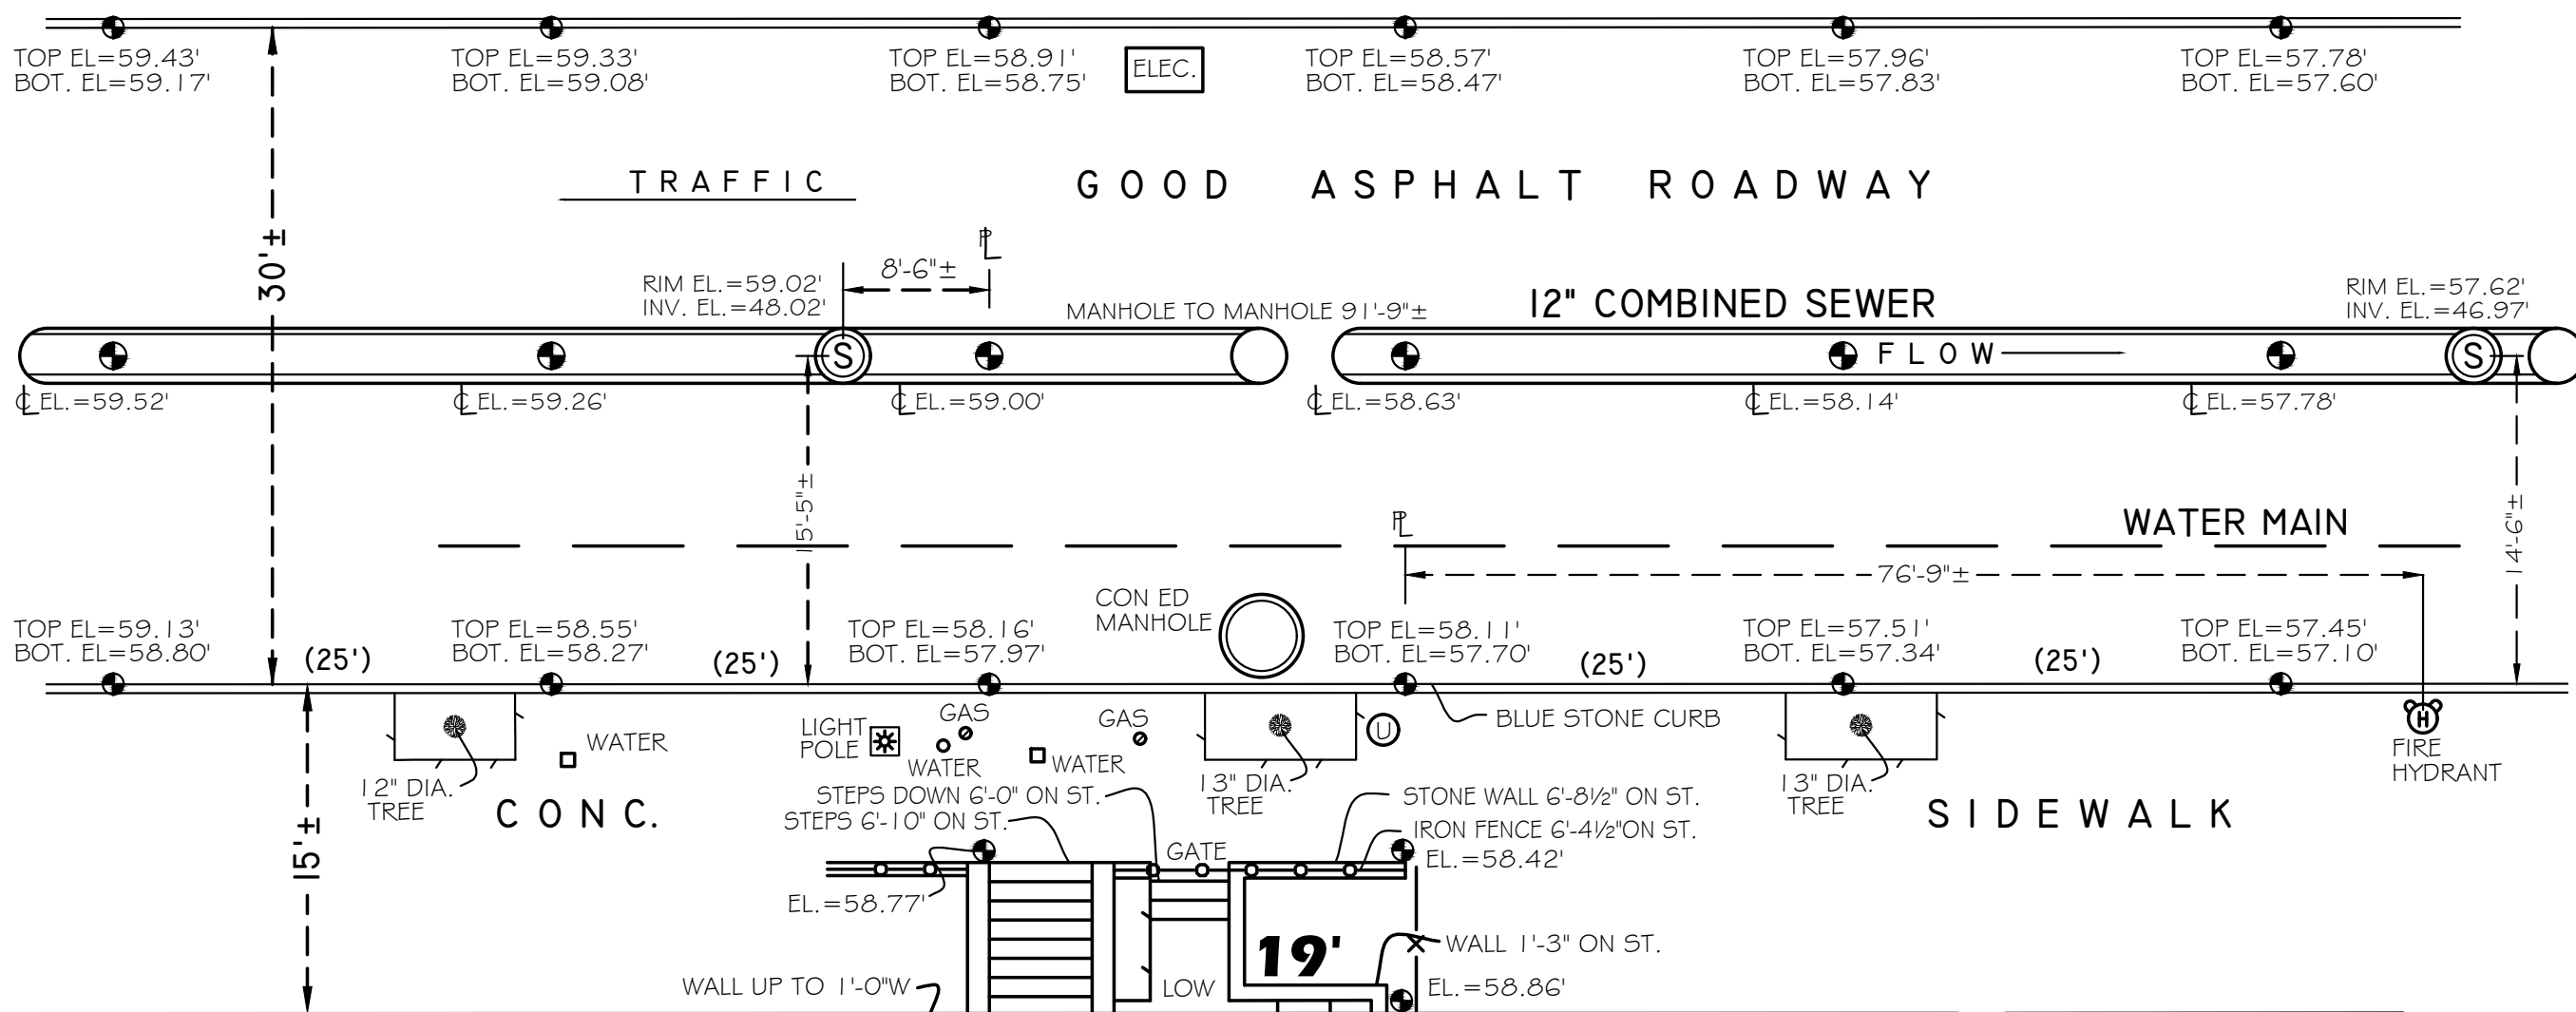 TOP EL=59.43'
BOT. EL=59.17'
TOP EL=59.33'
BOT. EL=59.08'
TOP EL=58.91'
BOT. EL=58.75'
ELEC.
TOP EL=58.57'
BOT. EL=58.47'
TOP EL=57.96'
BOT. EL=57.83'
TOP EL=57.78'
BOT. EL=57.60'
TRAFFIC
GOOD ASPHALT ROADWAY
30'±
RIM EL.=59.02'
INV. EL.=48.02'
8'-6"±
PL
MANHOLE TO MANHOLE 91'-9"±
12" COMBINED SEWER
RIM EL.=57.62'
INV. EL.=46.97'
S
FLOW
S
CL EL.=59.52'
CL EL.=59.26'
CL EL.=59.00'
CL EL.=58.63'
CL EL.=58.14'
CL EL.=57.78'
15'-5"±
PL
WATER MAIN
14'-6"±
76'-9"±
CON ED
MANHOLE
TOP EL=59.13'
BOT. EL=58.80'
(25')
TOP EL=58.55'
BOT. EL=58.27'
(25')
TOP EL=58.16'
BOT. EL=57.97'
TOP EL=58.11'
BOT. EL=57.70'
(25')
TOP EL=57.51'
BOT. EL=57.34'
(25')
TOP EL=57.45'
BOT. EL=57.10'
WATER
LIGHT
POLE
GAS
WATER
GAS
WATER
U
BLUE STONE CURB
H
FIRE
HYDRANT
12" DIA.
TREE
13" DIA.
TREE
13" DIA.
TREE
CONC.
SIDEWALK
15'±
STEPS DOWN 6'-0" ON ST.
STEPS 6'-10" ON ST.
STONE WALL 6'-8½" ON ST.
IRON FENCE 6'-4½"ON ST.
GATE
EL.=58.42'
EL.=58.77'
19'
WALL 1'-3" ON ST.
WALL UP TO 1'-0"W
LOW
EL.=58.86'